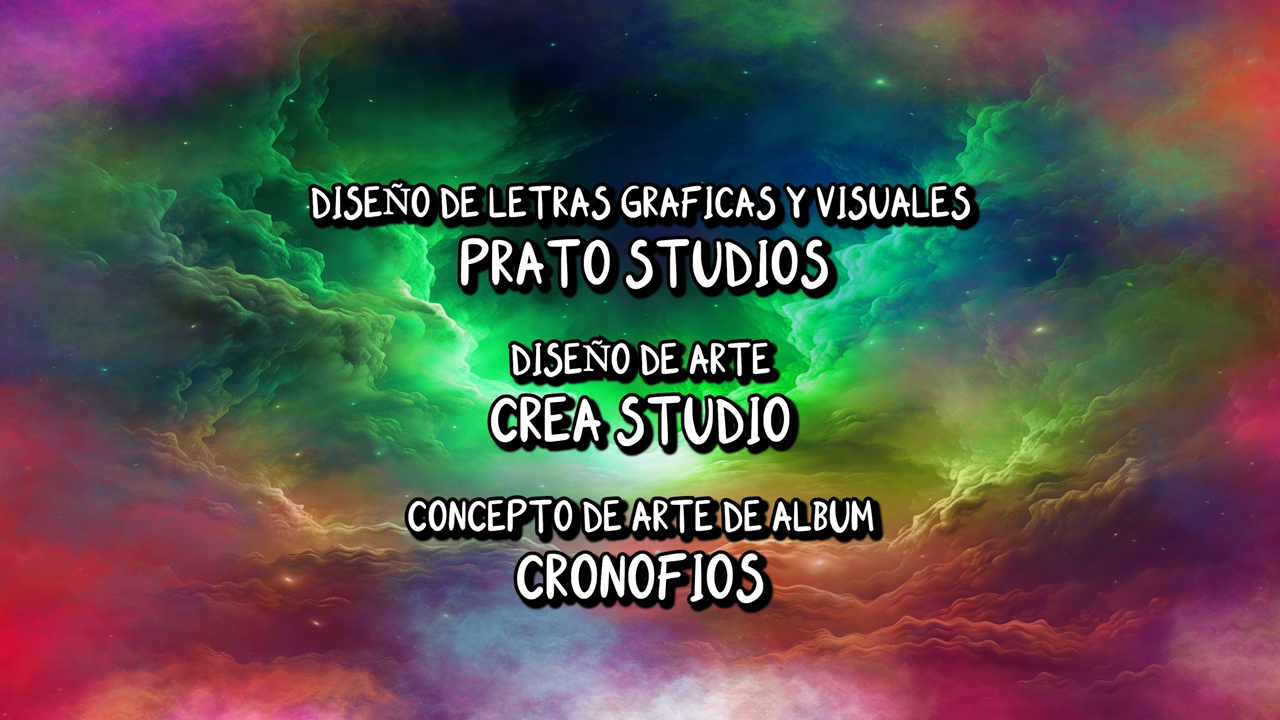 DISEÑO DE LETRAS GRAFICAS Y VISUALES
PRATO STUDIOS
DISEÑO DE ARTE
CREA STUDIO
CONCEPTO DE ARTE DE ALBUM
CRONOFIOS